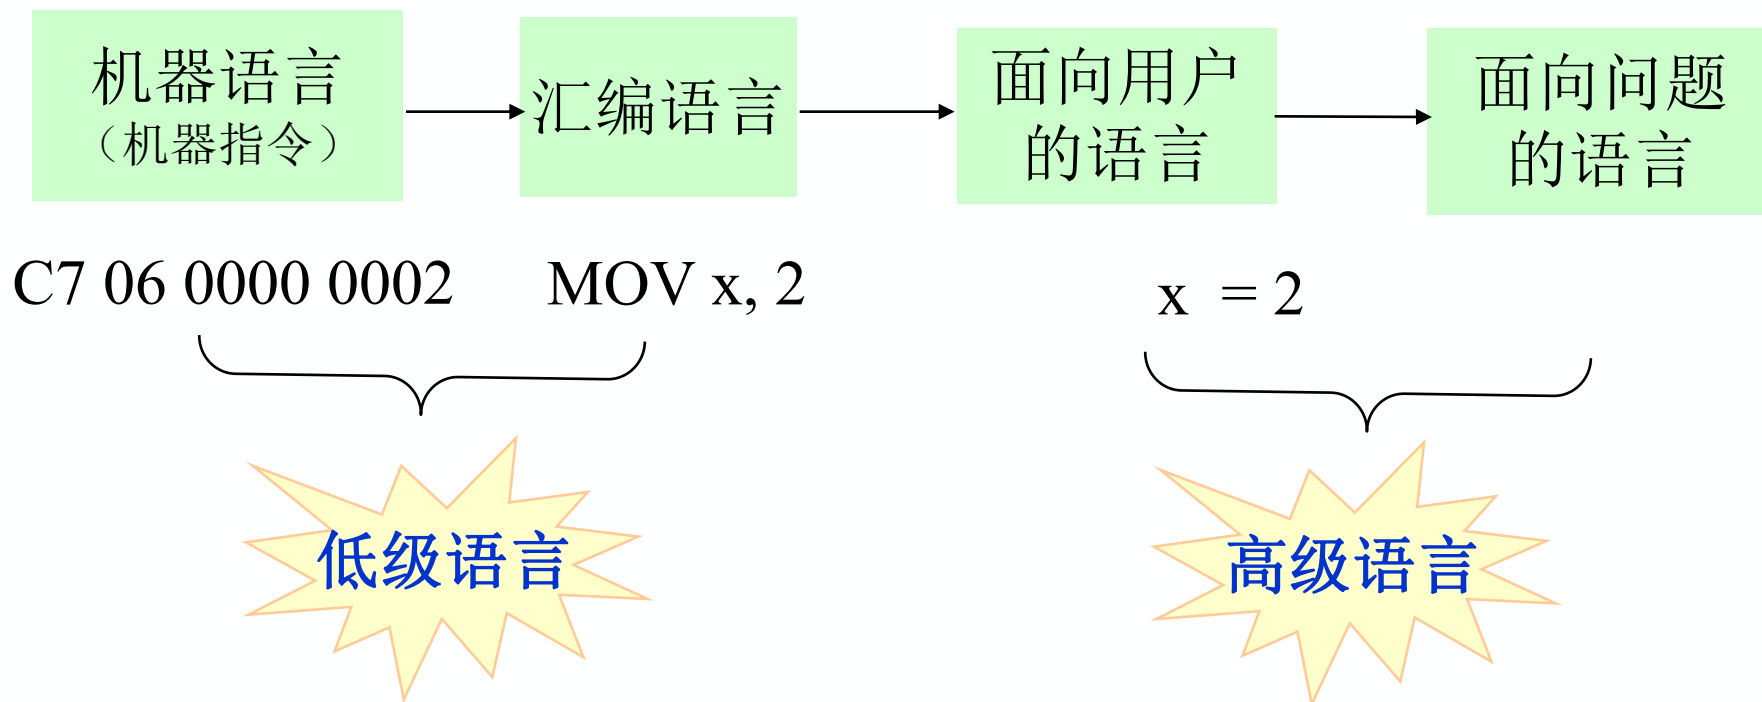 机器语言
（机器指令）
汇编语言
面向用户
的语言
面向问题
的语言
C7 06 0000 0002
MOV x, 2
x = 2
低级语言
高级语言